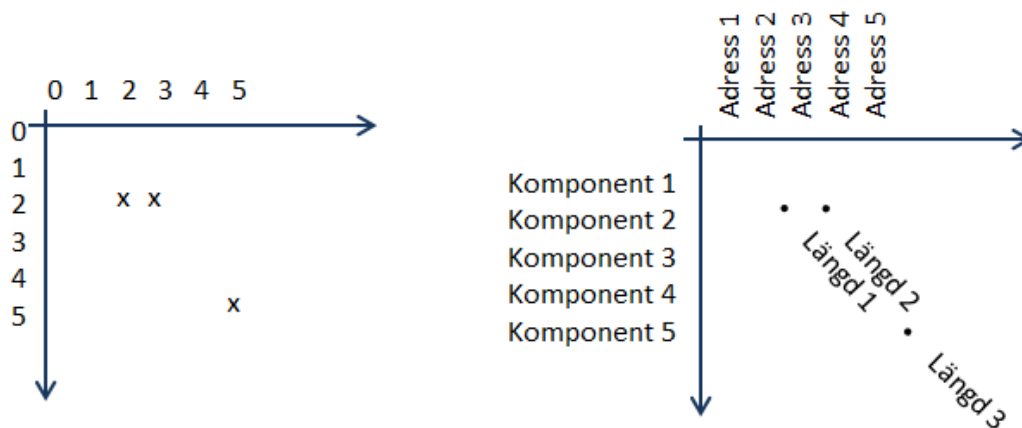 0 1 2 3 4 5
0
1
2
3
4
5
x x
x
Adress 1
Adress 2
Adress 3
Adress 4
Adress 5
Komponent 1
Komponent 2
Komponent 3
Komponent 4
Komponent 5
Längd 1
Längd 2
Längd 3